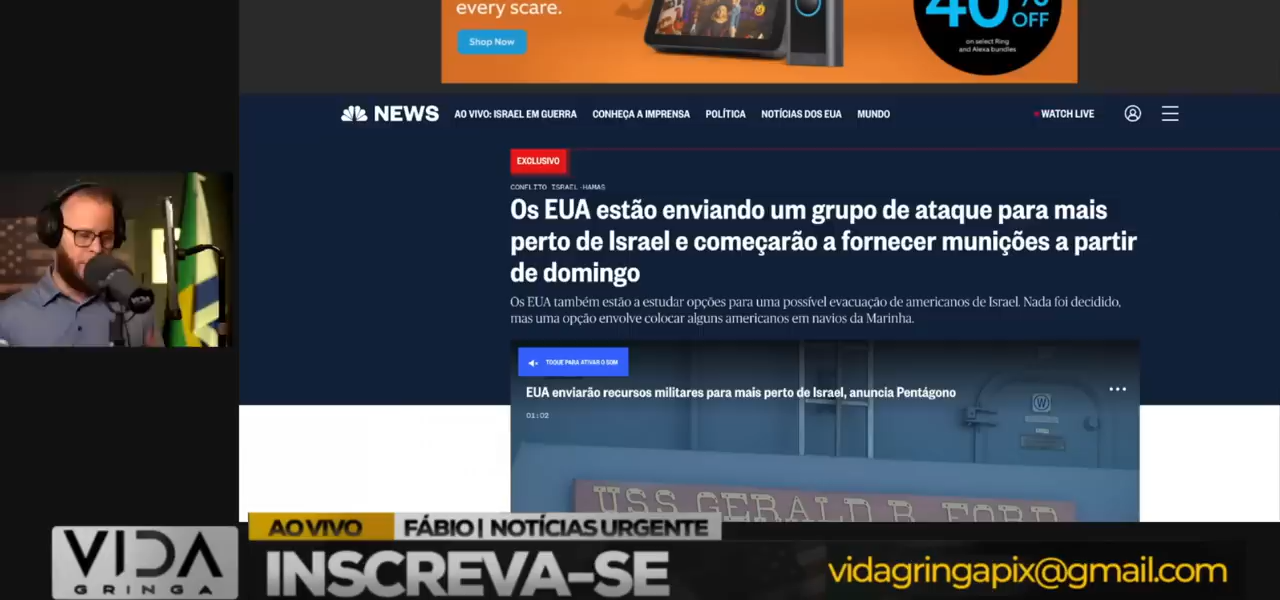 every scare.
Shop Now
40% OFF
on select Ring
and Alexa bundles
NEWS
AO VIVO: ISRAEL EM GUERRA
CONHEÇA A IMPRENSA
POLÍTICA
NOTÍCIAS DOS EUA
MUNDO
WATCH LIVE
EXCLUSIVO
CONFLITO ISRAEL-HAMAS
Os EUA estão enviando um grupo de ataque para mais
perto de Israel e começarão a fornecer munições a partir
de domingo
Os EUA também estão a estudar opções para uma possível evacuação de americanos de Israel. Nada foi decidido,
mas uma opção envolve colocar alguns americanos em navios da Marinha.
TOQUE PARA ATIVAR O SOM
EUA enviarão recursos militares para mais perto de Israel, anuncia Pentágono
01:02
W
USS GERALD R. FORD
VIDA
GRINGA
AO VIVO
FÁBIO | NOTÍCIAS URGENTE
INSCREVA-SE
vidagringapix@gmail.com